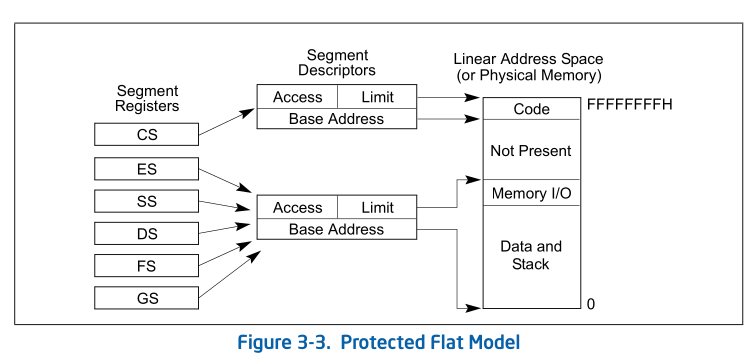 Segment
Registers
CS
ES
SS
DS
FS
GS
Segment
Descriptors
Access Limit
Base Address
Access Limit
Base Address
Linear Address Space
(or Physical Memory)
Code
FFFFFFFFH
Not Present
Memory I/O
Data and
Stack
0
Figure 3-3. Protected Flat Model